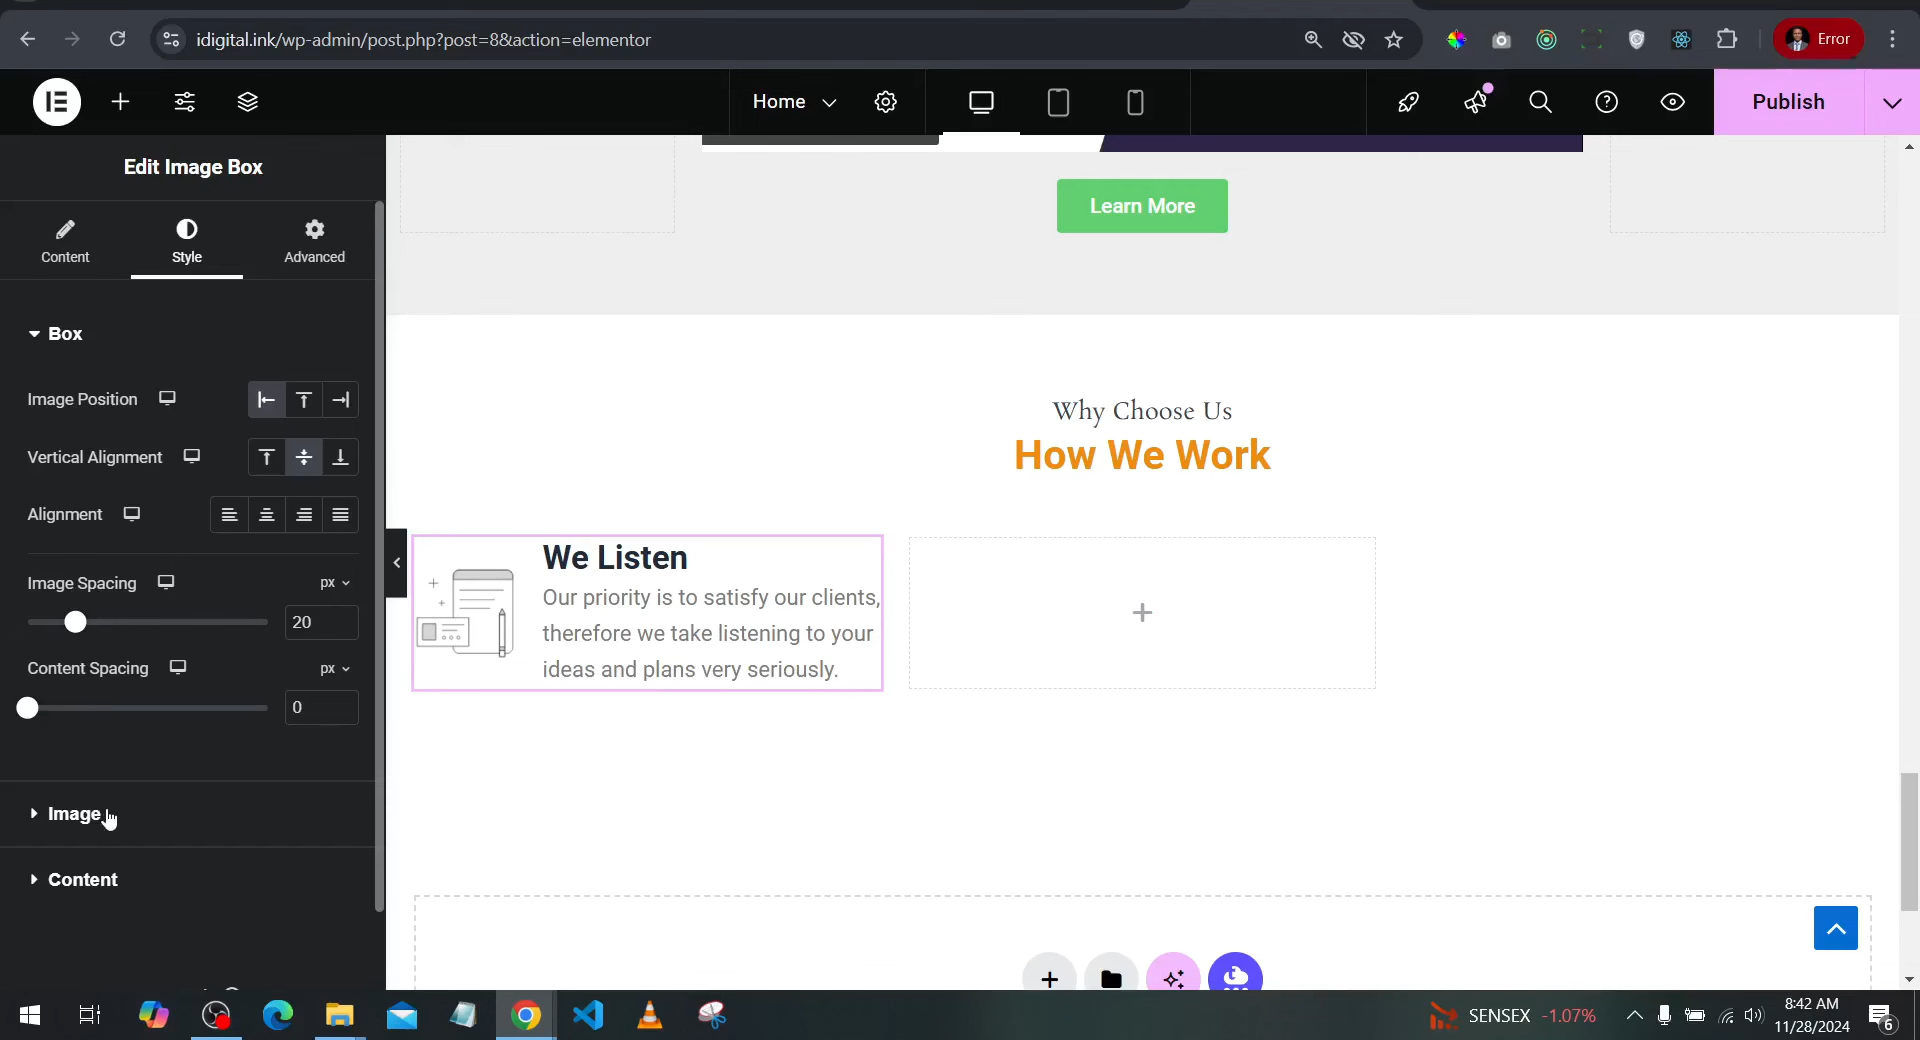 idigital.ink/wp-admin/post.php?post=8&action=elementor
Error
Home
Publish
Edit Image Box
Content
Style
Advanced
Learn More
Box
Image Position
Vertical Alignment
Alignment
Image Spacing
px
20
Content Spacing
px
0
Image
Content
Why Choose Us
How We Work
We Listen
Our priority is to satisfy our clients,
therefore we take listening to your
ideas and plans very seriously.
SENSEX -1.07%
8:42 AM
11/28/2024
6